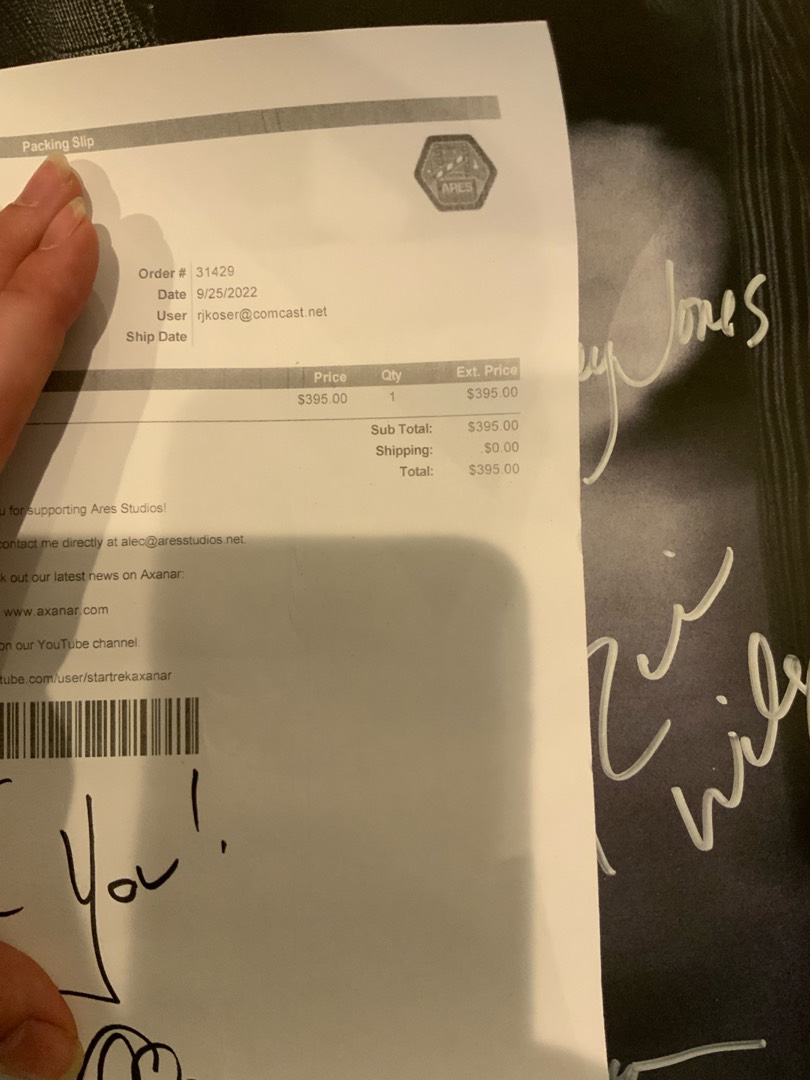 Packing Slip
ARES
Order # 31429
Date 9/25/2022
User rjkoser@comcast.net
Ship Date
Price Qty Ext. Price
$395.00 1 $395.00
Sub Total: $395.00
Shipping: $0.00
Total: $395.00
u for supporting Ares Studios!
contact me directly at alec@aresstudios.net.
k out our latest news on Axanar:
www.axanar.com
on our YouTube channel
tube.com/user/startrekaxanar
You!
ey Jones